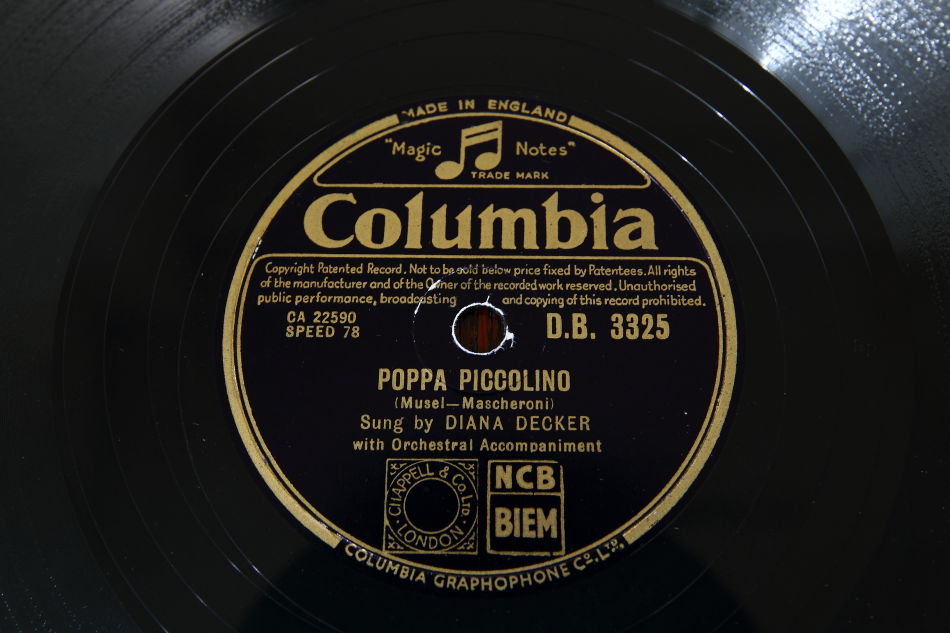 MADE IN ENGLAND
"Magic Notes"
TRADE MARK
Columbia
Copyright Patented Record. Not to be sold below price fixed by Patentees. All rights
of the manufacturer and of the Owner of the recorded work reserved. Unauthorised
public performance, broadcasting and copying of this record prohibited.
CA 22590
SPEED 78
D.B. 3325
POPPA PICCOLINO
(Musel—Mascheroni)
Sung by DIANA DECKER
with Orchestral Accompaniment
CHAPPELL & Co LTD
LONDON
NCB
BIEM
COLUMBIA GRAPHOPHONE Co. LTD.